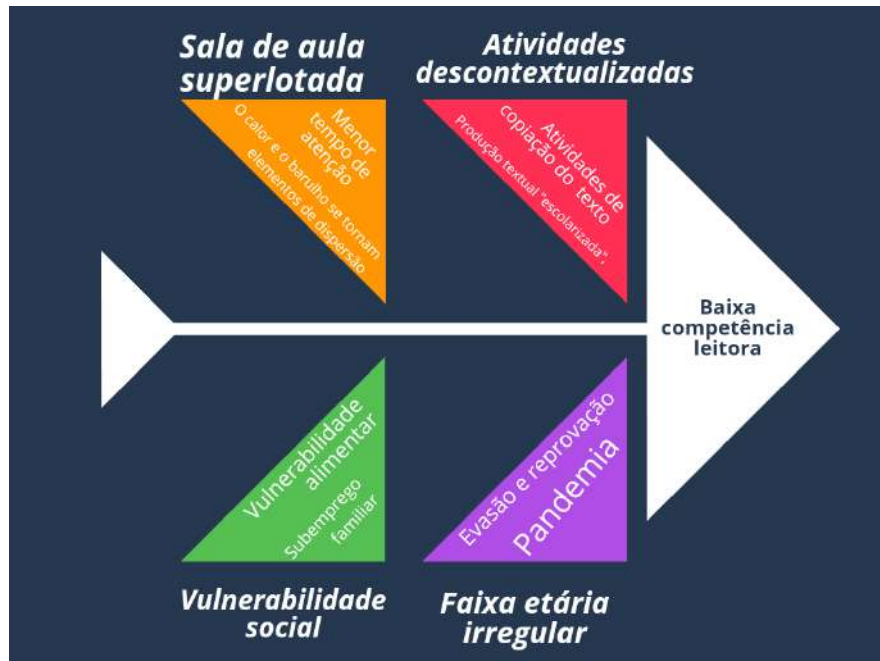 Sala de aula
superlotada
Menor
tempo de
atenção
O calor e o barulho se tornam
elementos de dispersão
Atividades
descontextualizadas
Atividades de
copiação do texto
Produção textual "escolarizada",
Baixa
competência
leitora
Vulnerabilidade
alimentar
Subemprego
familiar
Vulnerabilidade
social
Evasão e reprovação
Pandemia
Faixa etária
irregular